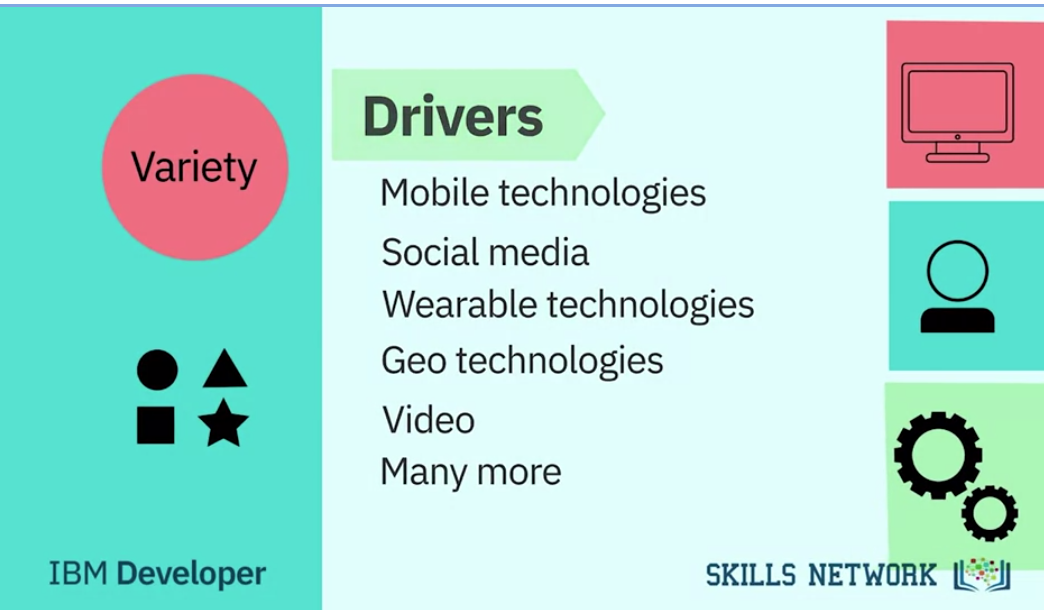 Variety
Drivers
Mobile technologies
Social media
Wearable technologies
Geo technologies
Video
Many more
IBM Developer
SKILLS NETWORK